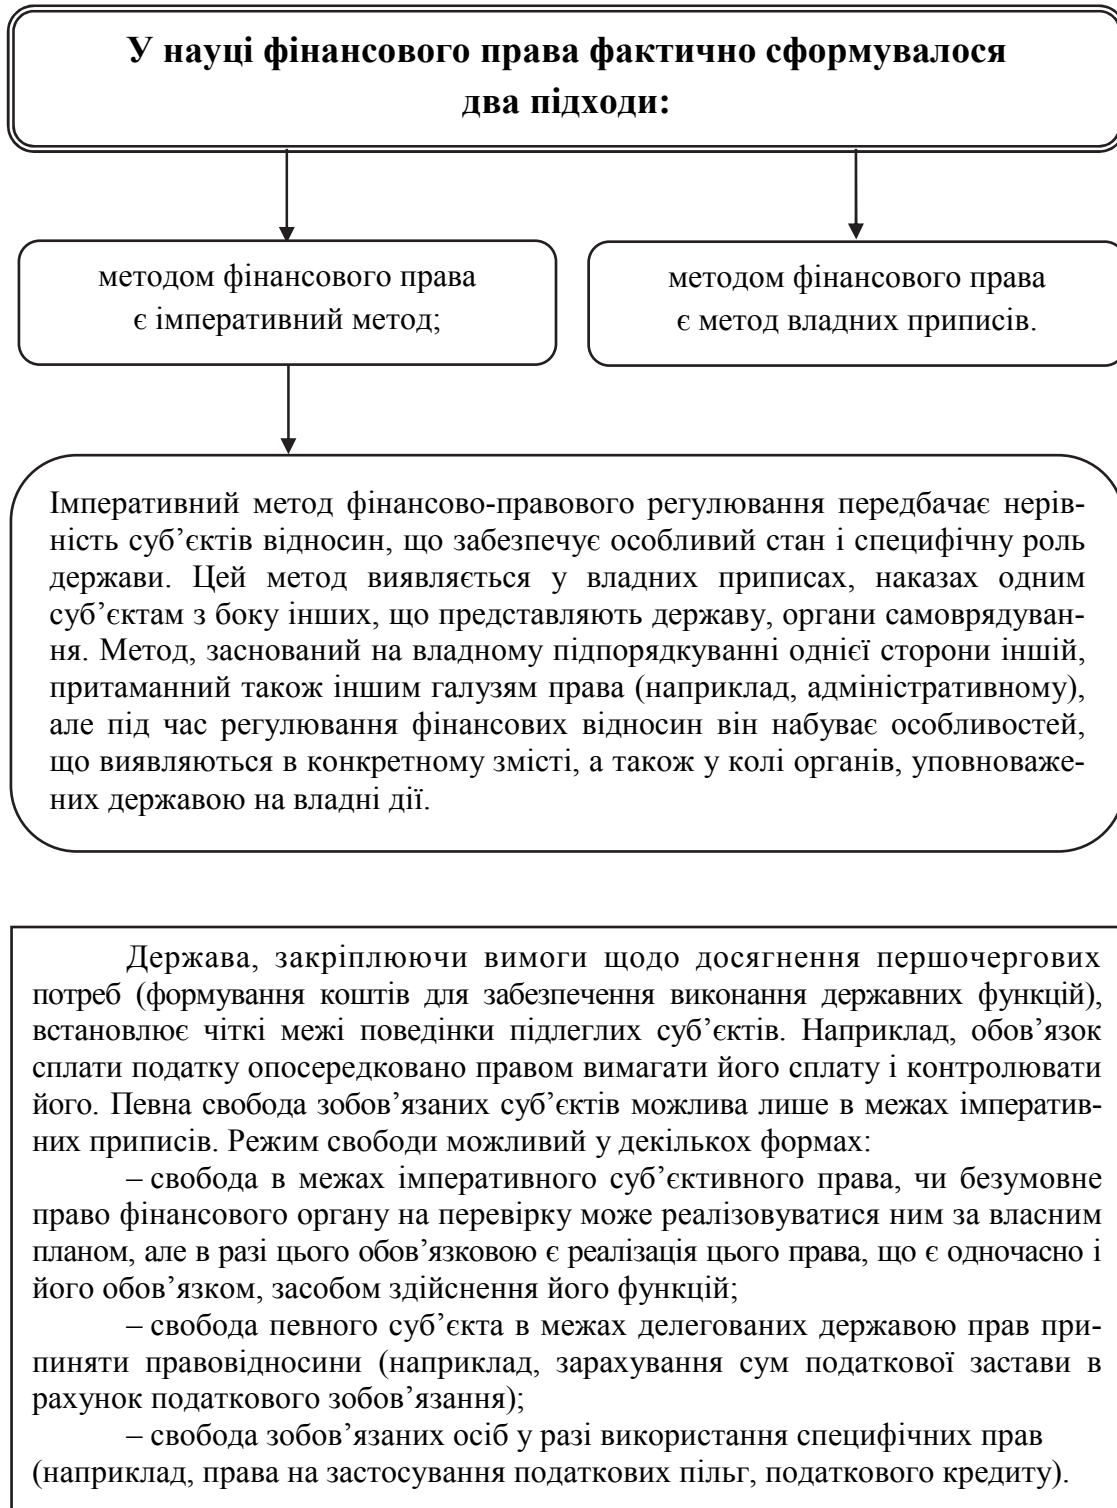 У науці фінансового права фактично сформувалося
два підходи:
методом фінансового права
є імперативний метод;
методом фінансового права
є метод владних приписів.
Імперативний метод фінансово-правового регулювання передбачає нерів-
ність суб’єктів відносин, що забезпечує особливий стан і специфічну роль
держави. Цей метод виявляється у владних приписах, наказах одним
суб’єктам з боку інших, що представляють державу, органи самоврядуван-
ня. Метод, заснований на владному підпорядкуванні однієї сторони іншій,
притаманний також іншим галузям права (наприклад, адміністративному),
але під час регулювання фінансових відносин він набуває особливостей,
що виявляються в конкретному змісті, а також у колі органів, уповноваже-
них державою на владні дії.
Держава, закріплюючи вимоги щодо досягнення першочергових
потреб (формування коштів для забезпечення виконання державних функцій),
встановлює чіткі межі поведінки підлеглих суб’єктів. Наприклад, обов’язок
сплати податку опосередковано правом вимагати його сплату і контролювати
його. Певна свобода зобов’язаних суб’єктів можлива лише в межах імператив-
них приписів. Режим свободи можливий у декількох формах:
– свобода в межах імперативного суб’єктивного права, чи безумовне
право фінансового органу на перевірку може реалізовуватися ним за власним
планом, але в разі цього обов’язковою є реалізація цього права, що є одночасно і
його обов’язком, засобом здійснення його функцій;
– свобода певного суб’єкта в межах делегованих державою прав при-
пиняти правовідносини (наприклад, зарахування сум податкової застави в
рахунок податкового зобов’язання);
– свобода зобов’язаних осіб у разі використання специфічних прав
(наприклад, права на застосування податкових пільг, податкового кредиту).